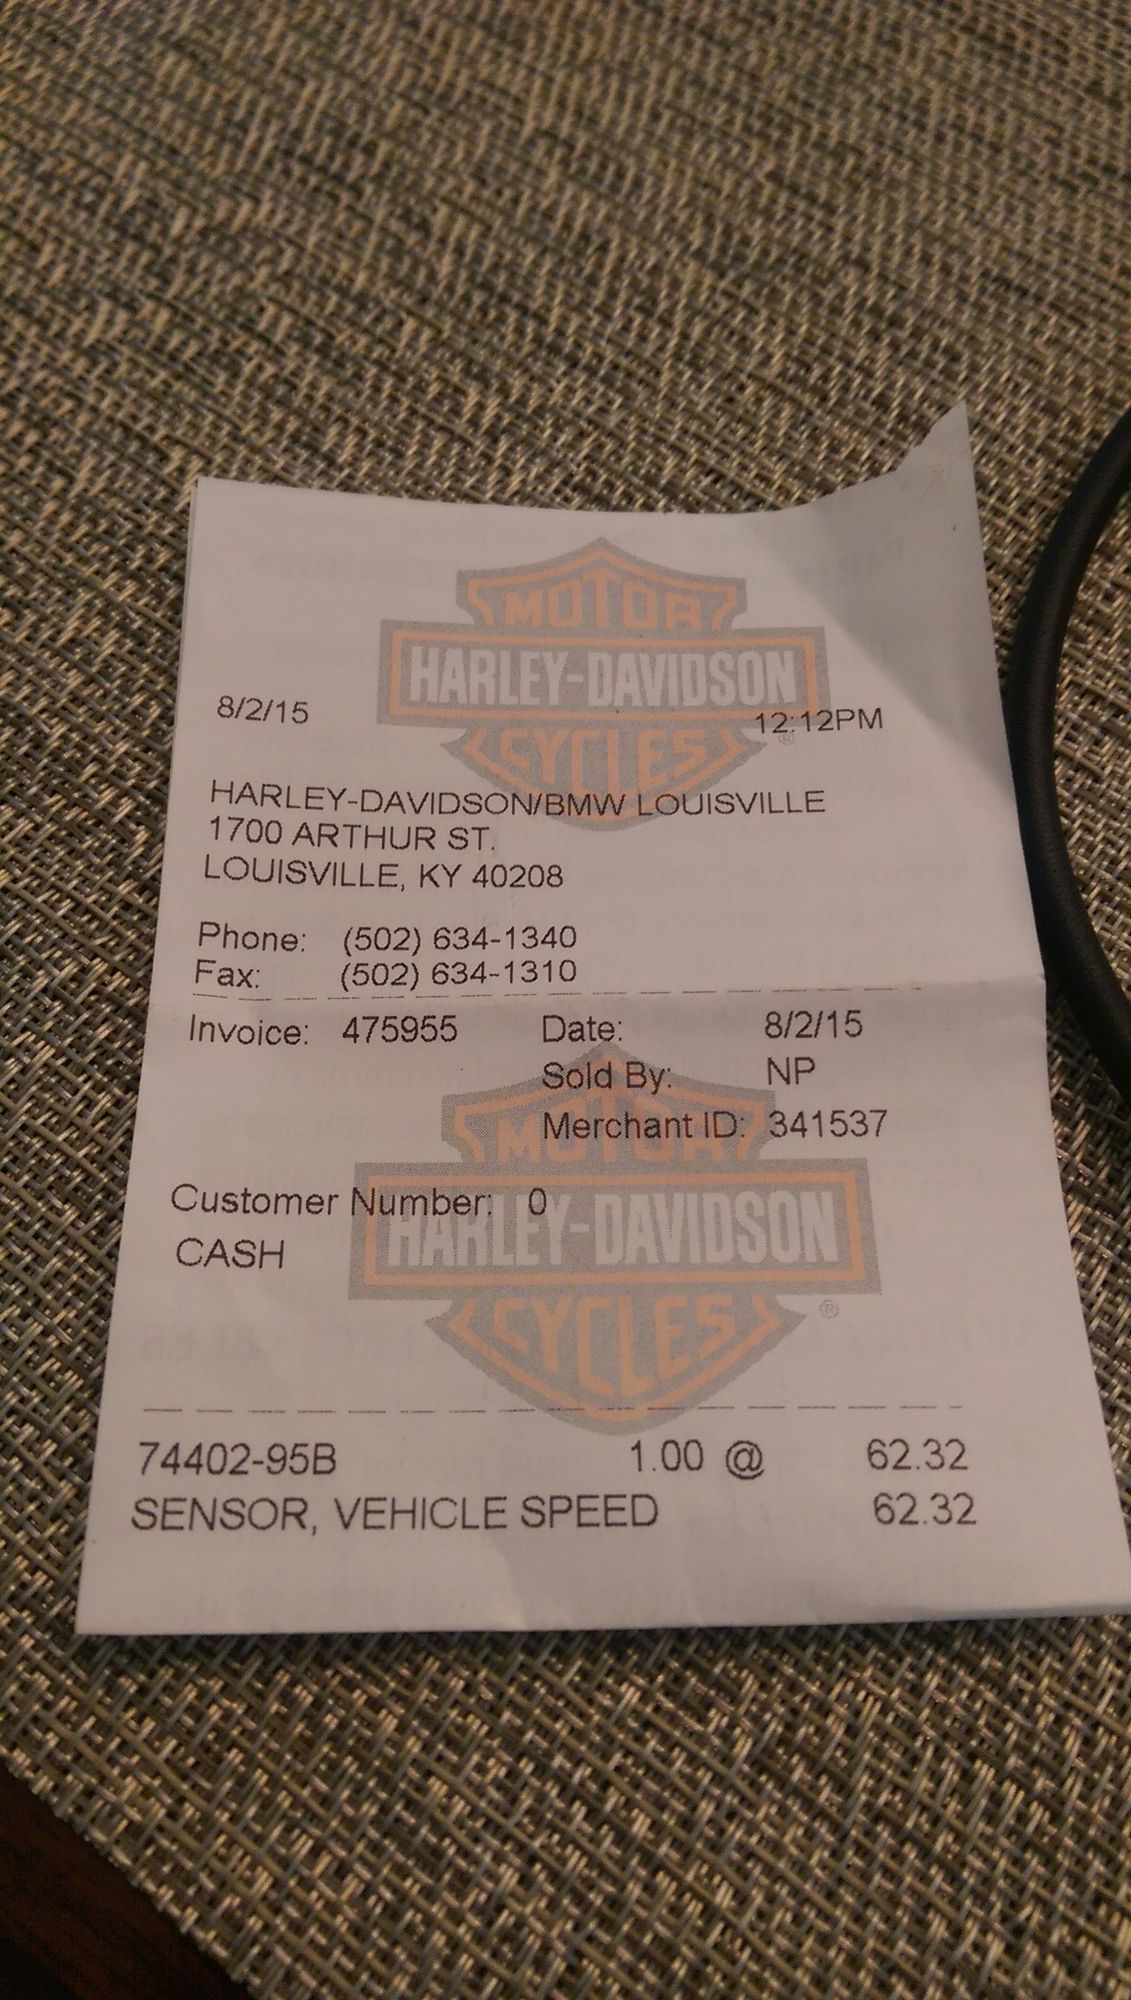 MOTOR
HARLEY-DAVIDSON
CYCLES
®
8/2/15 12:12PM
HARLEY-DAVIDSON/BMW LOUISVILLE
1700 ARTHUR ST.
LOUISVILLE, KY 40208
Phone: (502) 634-1340
Fax: (502) 634-1310
Invoice: 475955 Date: 8/2/15
Sold By: NP
Merchant ID: 341537
MOTOR
HARLEY-DAVIDSON
CYCLES
®
Customer Number: 0
CASH
74402-95B 1.00 @ 62.32
SENSOR, VEHICLE SPEED 62.32